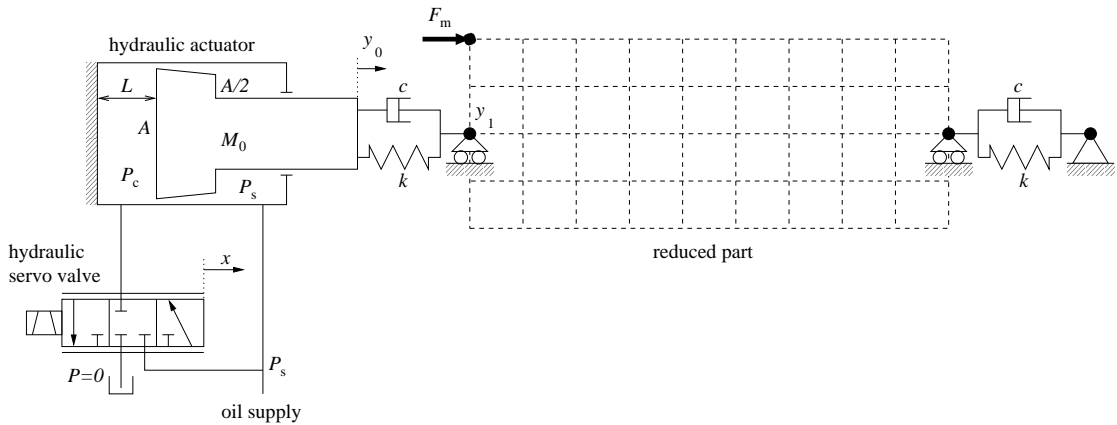 F_m
y_0
hydraulic actuator
L
A/2
c
c
A
y_1
M_0
P_c
P_s
k
k
hydraulic
servo valve
x
reduced part
P=0
P_s
oil supply